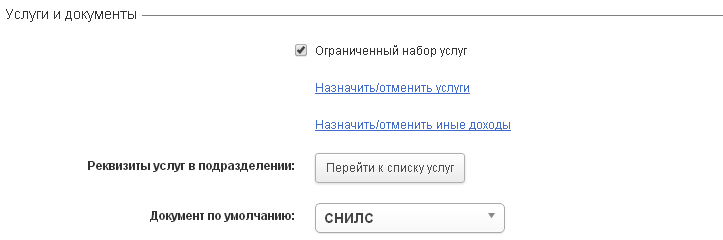 Услуги и документы
Ограниченный набор услуг
Назначить/отменить услуги
Назначить/отменить иные доходы
Реквизиты услуг в подразделении: Перейти к списку услуг
Документ по умолчанию: СНИЛС